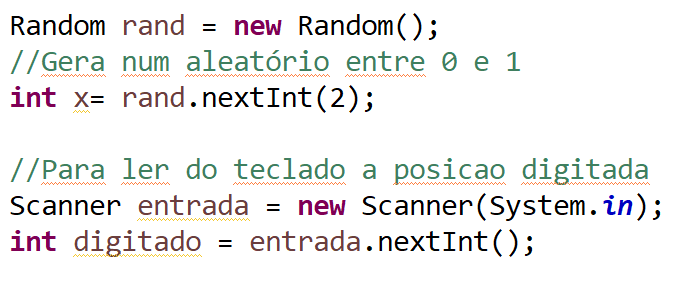 Random rand = new Random();
//Gera num aleatório entre 0 e 1
int x= rand.nextInt(2);
//Para ler do teclado a posicao digitada
Scanner entrada = new Scanner(System.in);
int digitado = entrada.nextInt();